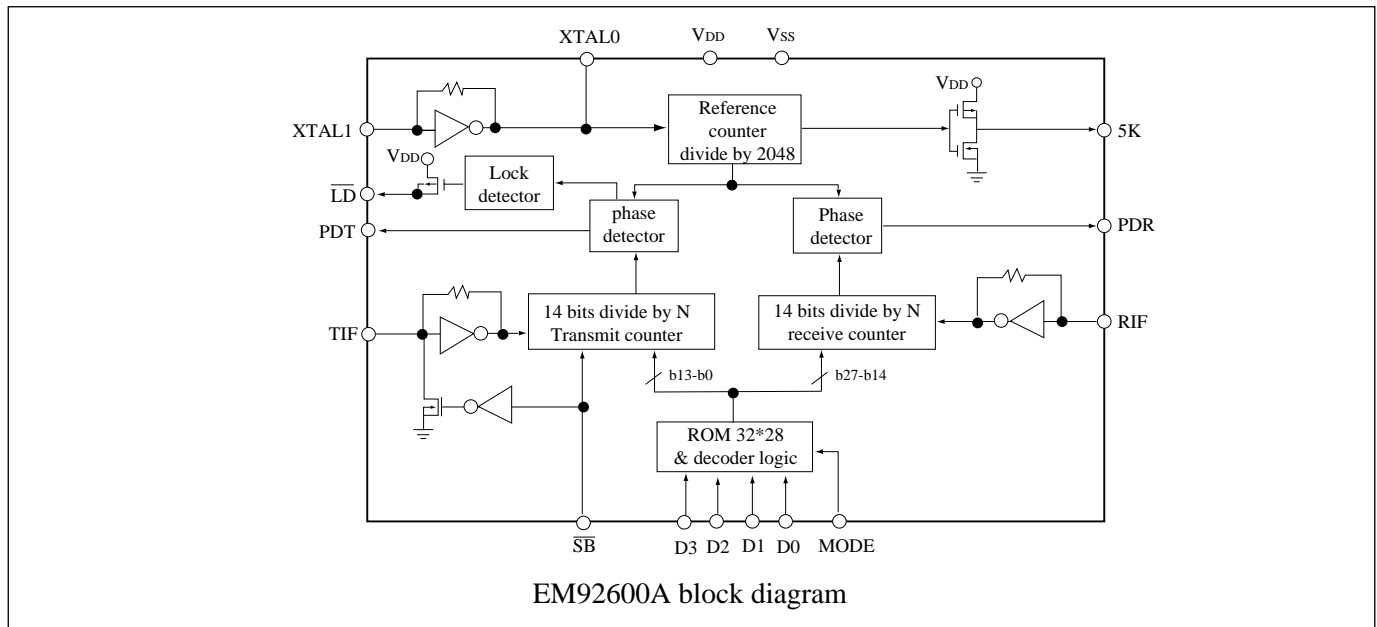 XTAL0
VDD
VSS
XTAL1
Reference
counter
divide by 2048
VDD
5K
VDD
LD
Lock
detector
PDT
phase
detector
Phase
detector
PDR
TIF
14 bits divide by N
Transmit counter
14 bits divide by N
receive counter
RIF
b13-b0
b27-b14
ROM 32*28
& decoder logic
SB
D3
D2
D1
D0
MODE
EM92600A block diagram